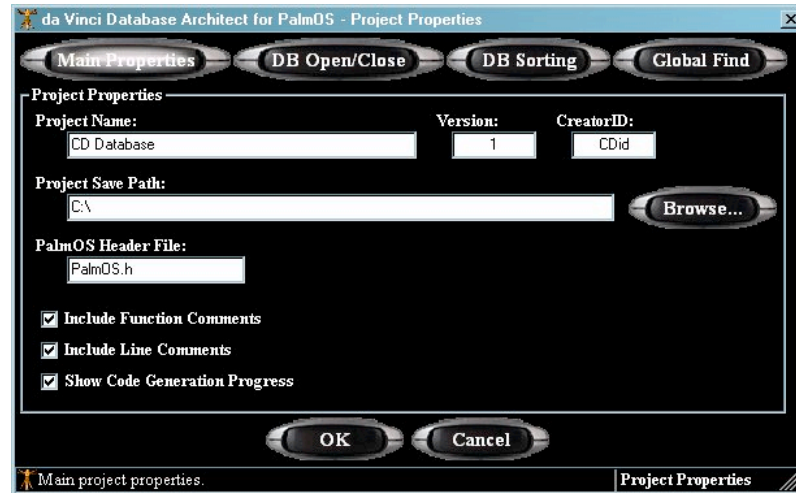 da Vinci Database Architect for PalmOS - Project Properties
Main Properties DB Open/Close DB Sorting Global Find
Project Properties
Project Name: Version: CreatorID:
CD Database 1 CDid
Project Save Path:
C:\
Browse...
PalmOS Header File:
PalmOS.h
Include Function Comments
Include Line Comments
Show Code Generation Progress
OK Cancel
Main project properties. Project Properties